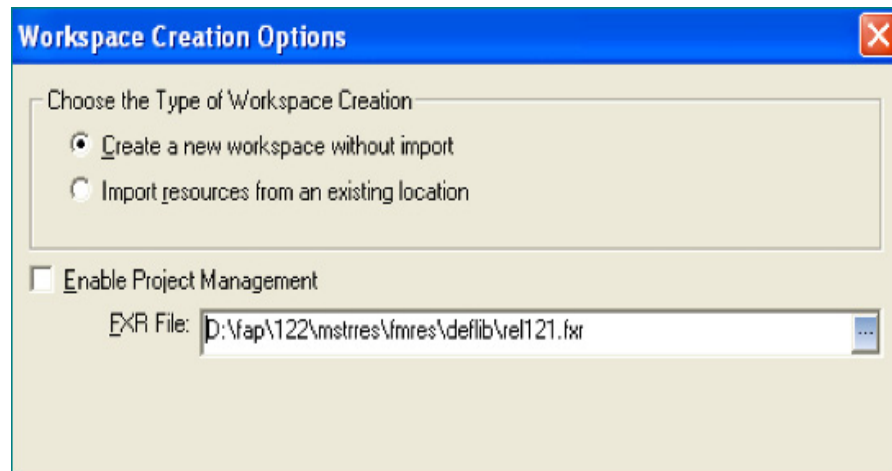 Workspace Creation Options
Choose the Type of Workspace Creation
Create a new workspace without import
Import resources from an existing location
Enable Project Management
FXR File: D:\fap\122\mstrres\fmres\deflib\rel121.fxr ...